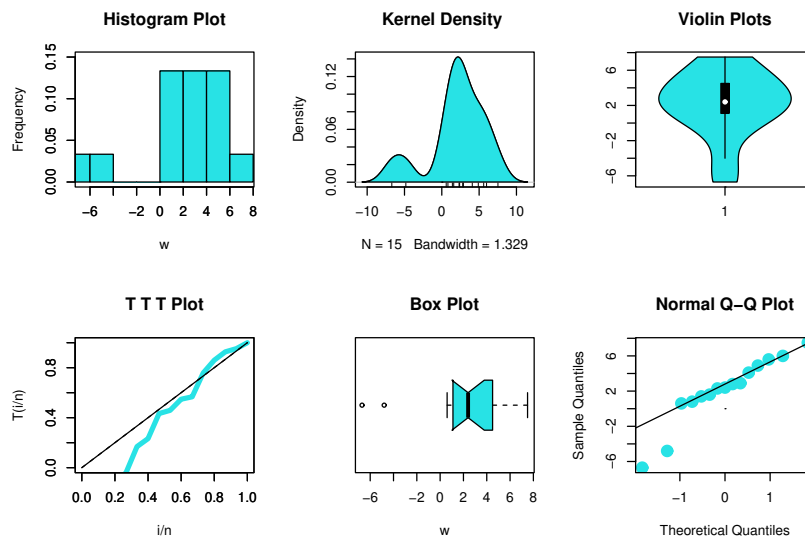 Histogram Plot
Frequency
0.00 0.05 0.10 0.15
−6 −2 0 2 4 6 8
w
Kernel Density
Density
0.00 0.06 0.12
−10 −5 0 5 10
N = 15 Bandwidth = 1.329
Violin Plots
−6 −2 2 6
1
T T T Plot
T(i/n)
0.0 0.4 0.8
0.0 0.2 0.4 0.6 1.0
i/n
Box Plot
−6 −2 0 2 4 6 8
w
Normal Q−Q Plot
Sample Quantiles
−6 −2 2 6
−1 0 1
Theoretical Quantiles